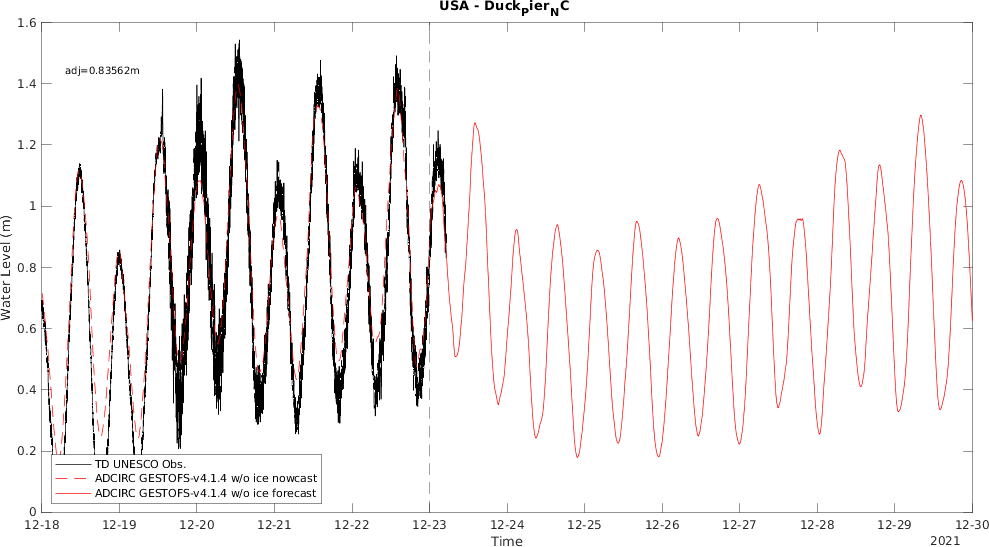 USA - DuckPierNC
1.6
1.4
1.2
1
0.8
0.6
0.4
0.2
0
Water Level (m)
adj=0.83562m
TD UNESCO Obs.
ADCIRC GESTOFS-v4.1.4 w/o ice nowcast
ADCIRC GESTOFS-v4.1.4 w/o ice forecast
12-18 12-19 12-20 12-21 12-22 12-23 12-24 12-25 12-26 12-27 12-28 12-29 12-30
Time
2021